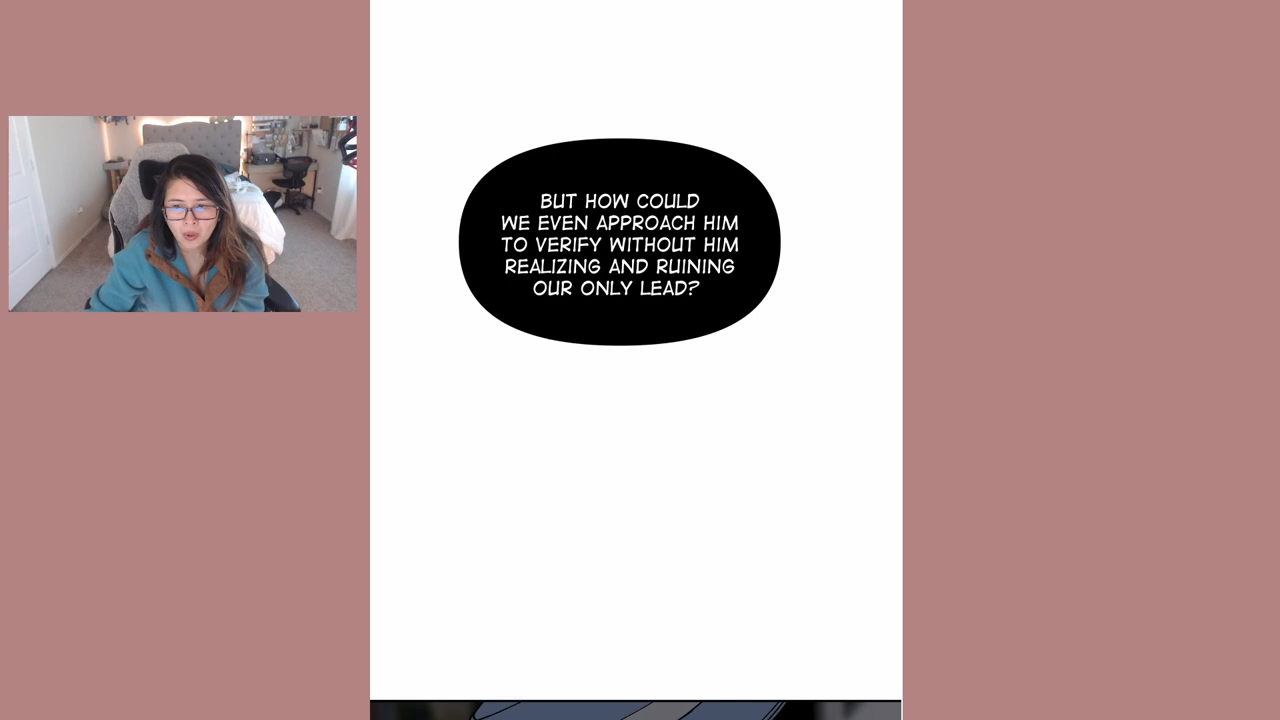 BUT HOW COULD
WE EVEN APPROACH HIM
TO VERIFY WITHOUT HIM
REALIZING AND RUINING
OUR ONLY LEAD?